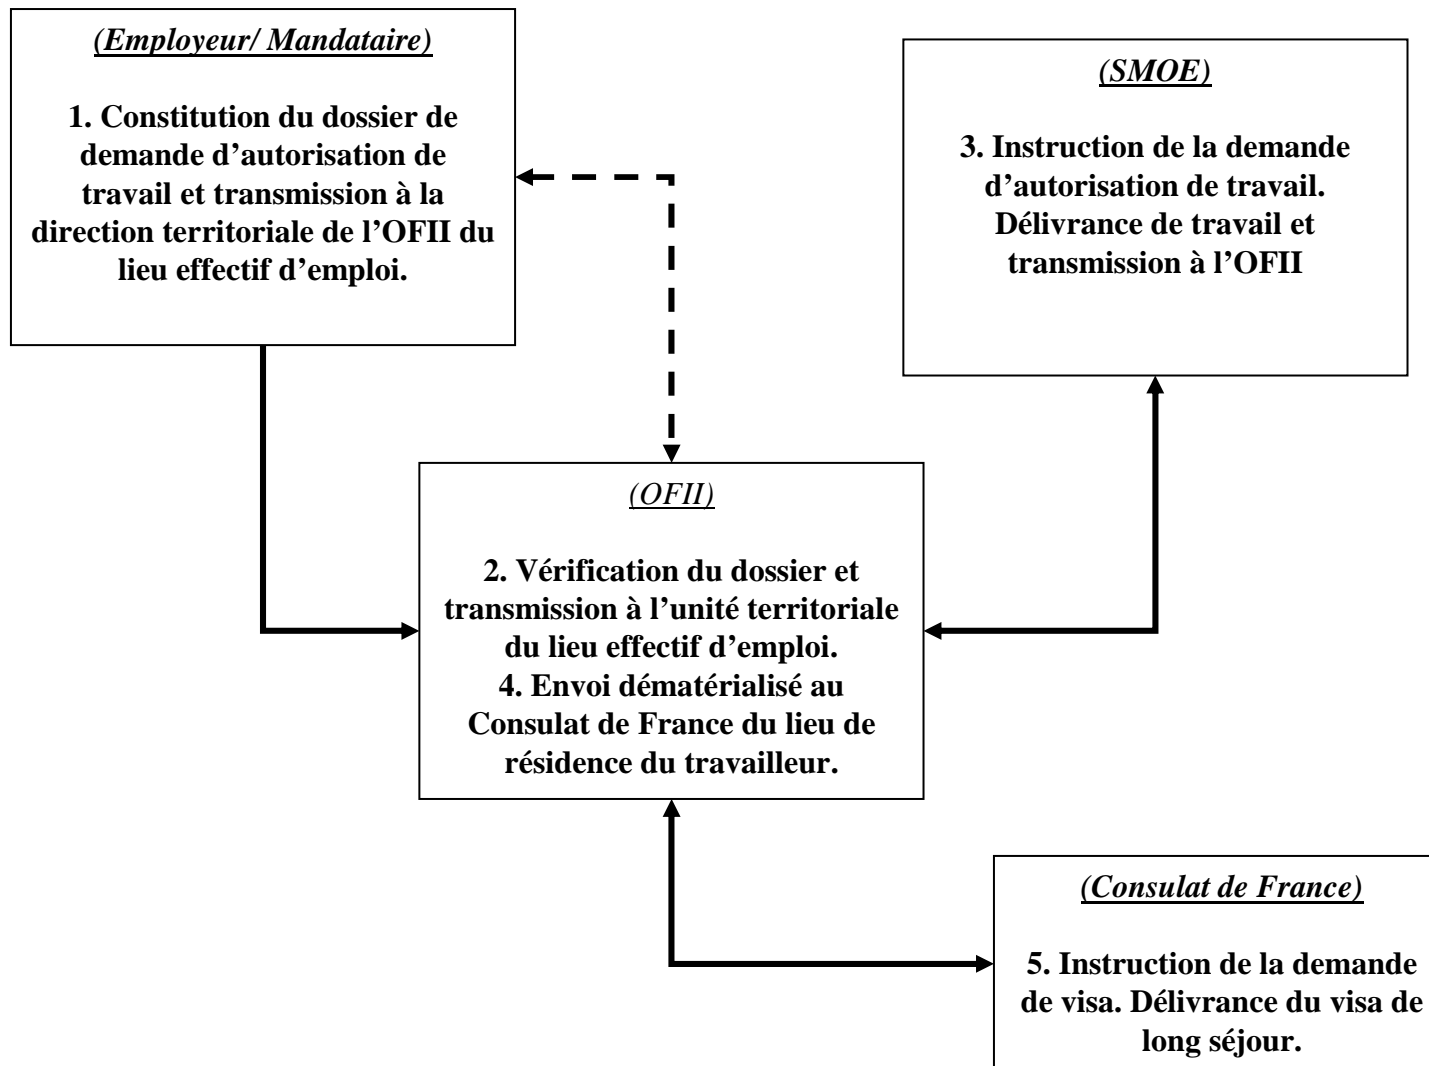 (Employeur/ Mandataire)
1. Constitution du dossier de
demande d’autorisation de
travail et transmission à la
direction territoriale de l’OFII du
lieu effectif d’emploi.
(SMOE)
3. Instruction de la demande
d’autorisation de travail.
Délivrance de travail et
transmission à l’OFII
(OFII)
2. Vérification du dossier et
transmission à l’unité territoriale
du lieu effectif d’emploi.
4. Envoi dématérialisé au
Consulat de France du lieu de
résidence du travailleur.
(Consulat de France)
5. Instruction de la demande
de visa. Délivrance du visa de
long séjour.